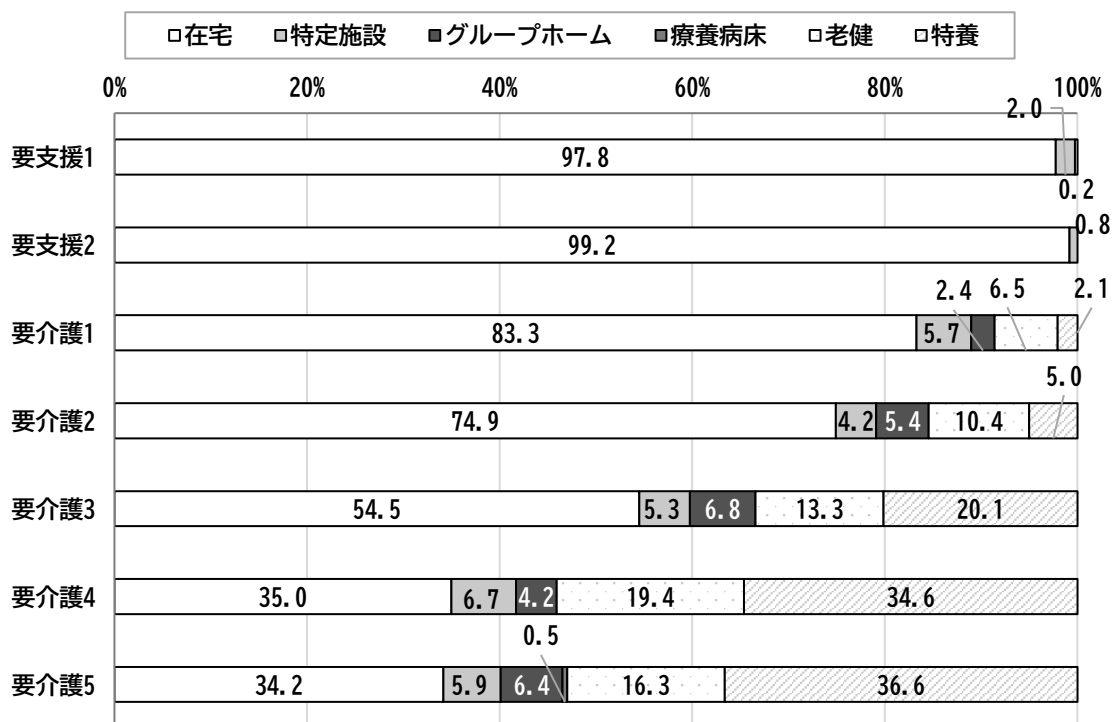 □在宅 □特定施設 ■グループホーム ■療養病床 □老健 □特養
0% 20% 40% 60% 80% 100%
2.0
要支援1 97.8
0.2
要支援2 99.2 0.8
2.4 6.5 2.1
要介護1 83.3 5.7
5.0
要介護2 74.9 4.2 5.4 10.4
要介護3 54.5 5.3 6.8 13.3 20.1
要介護4 35.0 6.7 4.2 19.4 34.6
0.5
要介護5 34.2 5.9 6.4 16.3 36.6